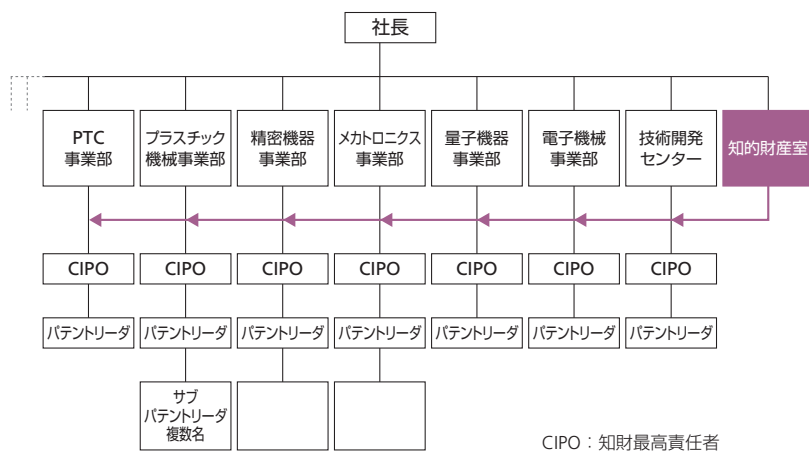 社長
PTC
事業部
プラスチック
機械事業部
精密機器
事業部
メカトロニクス
事業部
量子機器
事業部
電子機械
事業部
技術開発
センター
知的財産室
CIPO
CIPO
CIPO
CIPO
CIPO
CIPO
CIPO
パテントリーダ
パテントリーダ
パテントリーダ
パテントリーダ
パテントリーダ
パテントリーダ
パテントリーダ
サブ
パテントリーダ
複数名
CIPO：知財最高責任者